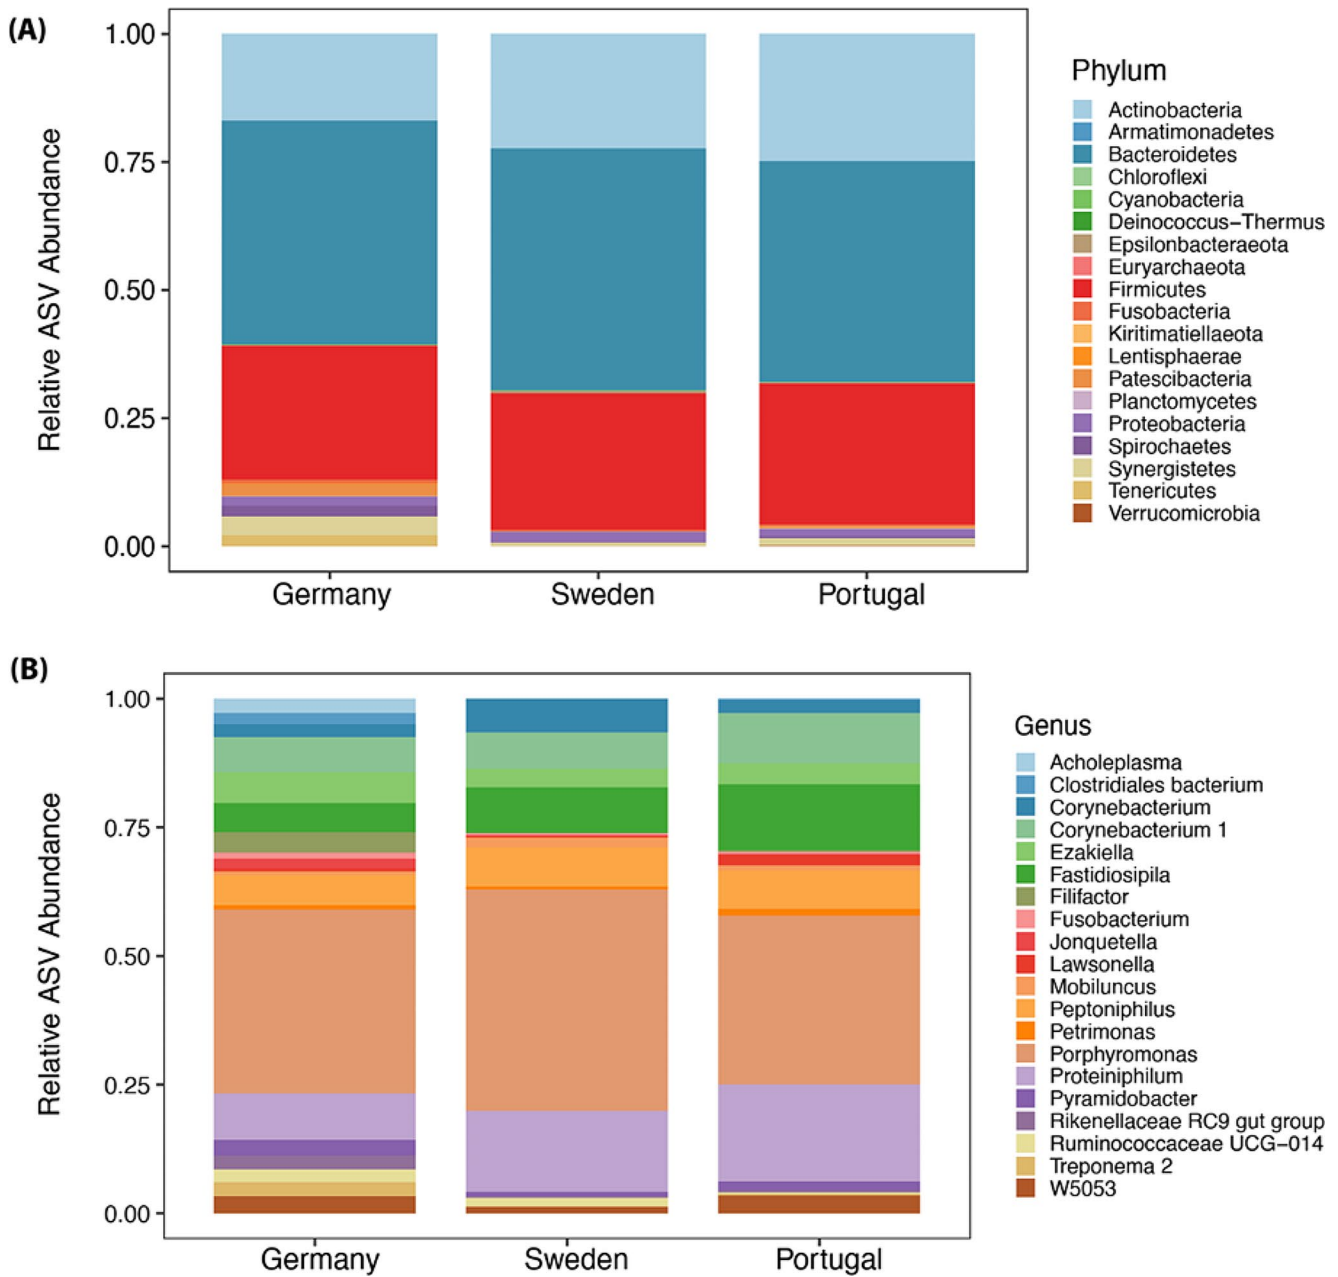 (A)
1.00
0.75
0.50
0.25
0.00
Relative ASV Abundance
Germany
Sweden
Portugal
Phylum
Actinobacteria
Armatimonadetes
Bacteroidetes
Chloroflexi
Cyanobacteria
Deinococcus−Thermus
Epsilonbacteraeota
Euryarchaeota
Firmicutes
Fusobacteria
Kiritimatiellaeota
Lentisphaerae
Patescibacteria
Planctomycetes
Proteobacteria
Spirochaetes
Synergistetes
Tenericutes
Verrucomicrobia
(B)
1.00
0.75
0.50
0.25
0.00
Relative ASV Abundance
Germany
Sweden
Portugal
Genus
Acholeplasma
Clostridiales bacterium
Corynebacterium
Corynebacterium 1
Ezakiella
Fastidiosipila
Filifactor
Fusobacterium
Jonquetella
Lawsonella
Mobiluncus
Peptoniphilus
Petrimonas
Porphyromonas
Proteiniphilum
Pyramidobacter
Rikenellaceae RC9 gut group
Ruminococcaceae UCG−014
Treponema 2
W5053